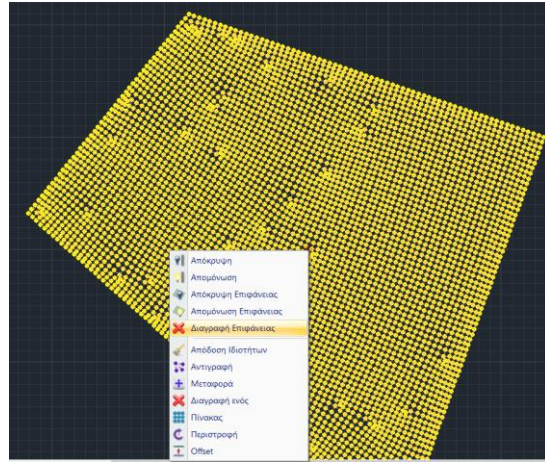 Απόκρυψη
Απομόνωση
Απόκρυψη Επιφάνειας
Απομόνωση Επιφάνειας
Διαγραφή Επιφάνειας
Απόδοση Ιδιοτήτων
Αντιγραφή
Μεταφορά
Διαγραφή ενός
Πίνακας
Περιστροφή
Offset